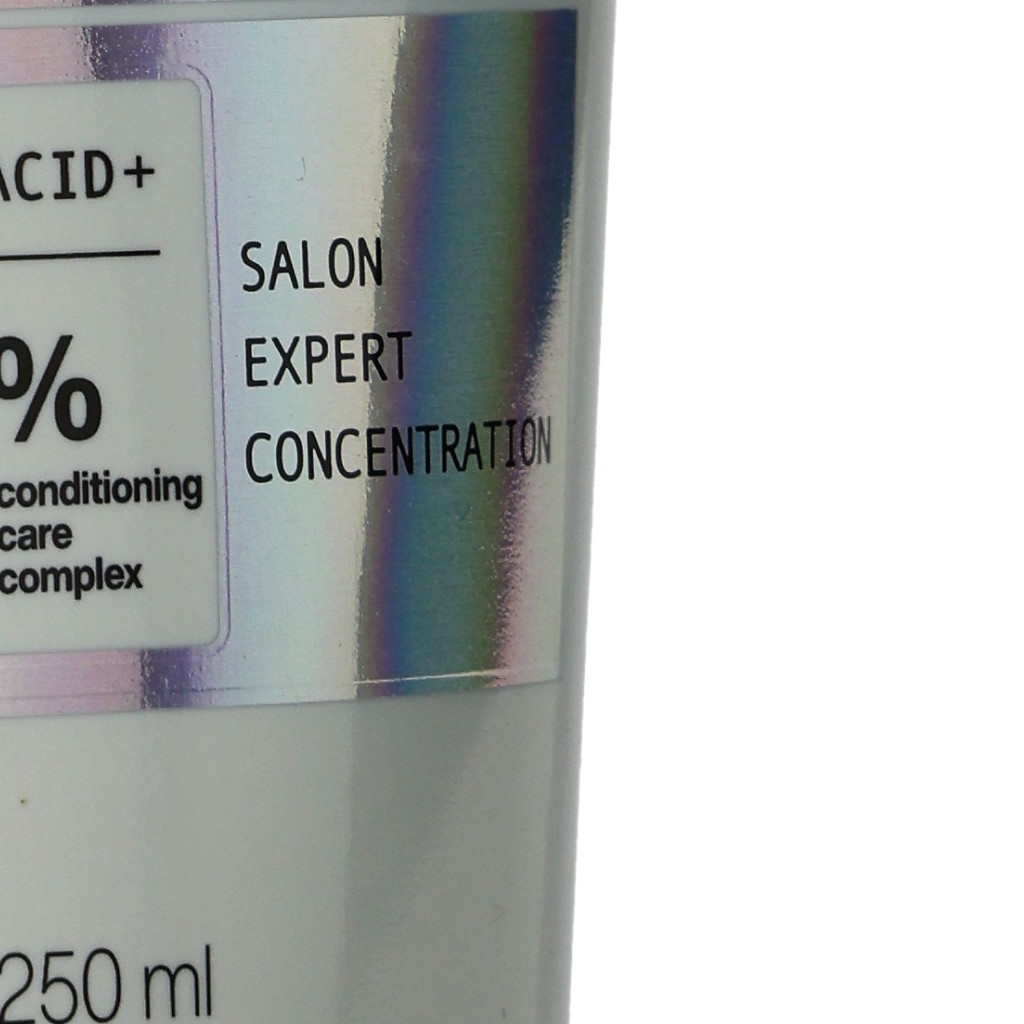 ACID+
SALON
EXPERT
CONCENTRATION
%
conditioning
care
complex
250 ml